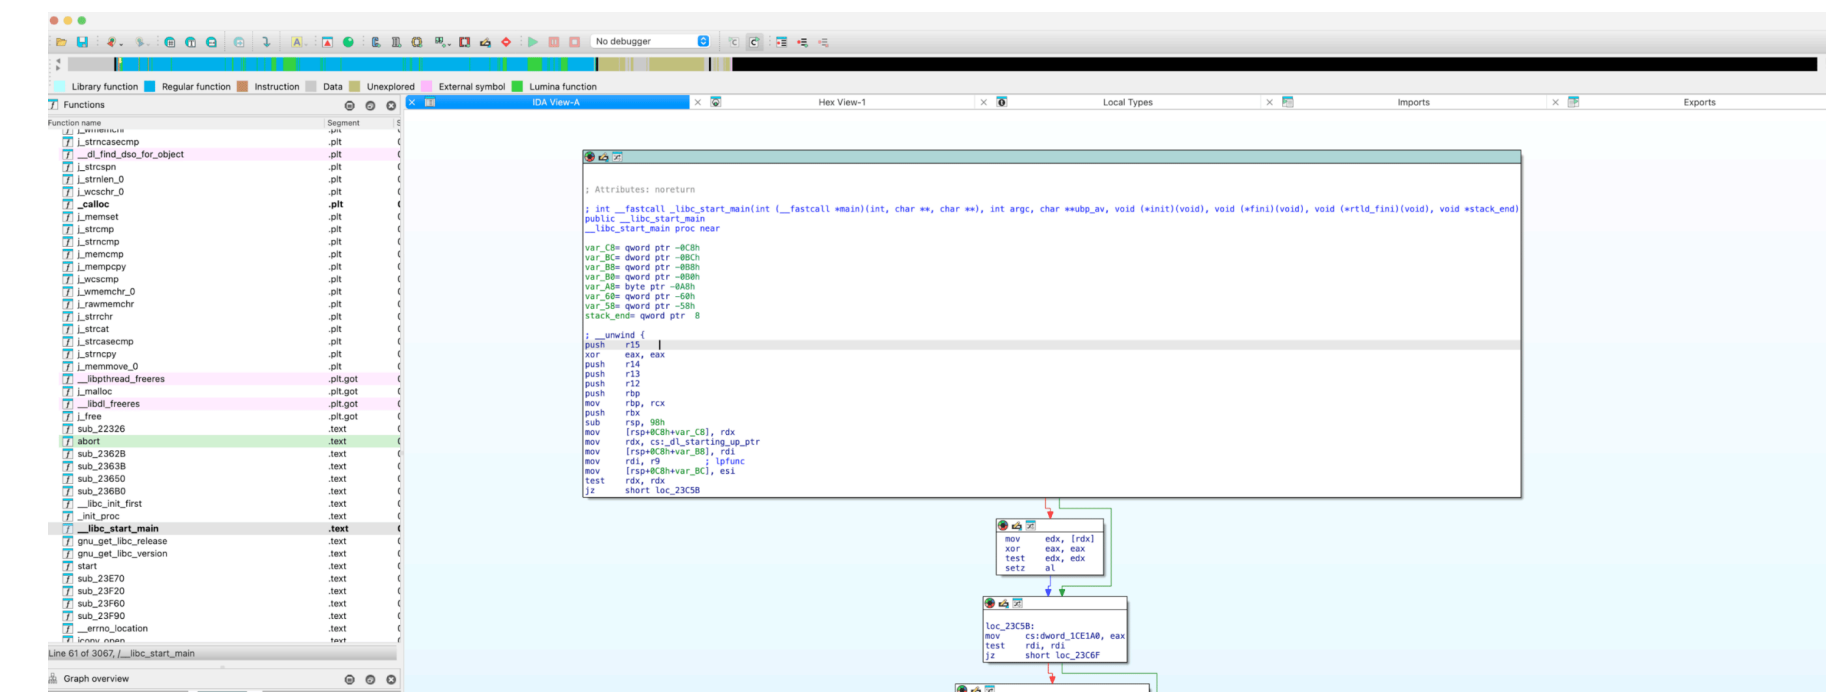 No debugger
Library function Regular function Instruction Data Unexplored External symbol Lumina function
Functions
IDA View-A
Hex View-1
Local Types
Imports
Exports
Function name Segment
j_wmemchr .plt
j_strncasecmp .plt
__dl_find_dso_for_object .plt
j_strcspn .plt
j_strnlen_0 .plt
j_wcschr_0 .plt
_calloc .plt
j_memset .plt
j_strcmp .plt
j_strncmp .plt
j_memcmp .plt
j_mempcpy .plt
j_wcscmp .plt
j_wmemchr_0 .plt
j_rawmemchr .plt
j_strrchr .plt
j_strcat .plt
j_strcasecmp .plt
j_strncpy .plt
j_memmove_0 .plt
__libpthread_freeres .plt.got
j_malloc .plt.got
__libdl_freeres .plt.got
j_free .plt.got
sub_22326 .text
abort .text
sub_2362B .text
sub_2363B .text
sub_23650 .text
sub_236B0 .text
__libc_init_first .text
_init_proc .text
__libc_start_main .text
gnu_get_libc_release .text
gnu_get_libc_version .text
start .text
sub_23E70 .text
sub_23F20 .text
sub_23F60 .text
sub_23F90 .text
__errno_location .text
iconv_open .text
Line 61 of 3067, /__libc_start_main
Graph overview
; Attributes: noreturn
; int __fastcall _libc_start_main(int (__fastcall *main)(int, char **, char **), int argc, char **ubp_av, void (*init)(void), void (*fini)(void), void (*rtld_fini)(void), void *stack_end)
public __libc_start_main
__libc_start_main proc near
var_C8= qword ptr -0C8h
var_BC= dword ptr -0BCh
var_B8= qword ptr -0B8h
var_B0= qword ptr -0B0h
var_A8= byte ptr -0A8h
var_60= qword ptr -60h
var_58= qword ptr -58h
stack_end= qword ptr 8
; __unwind {
push r15
xor eax, eax
push r14
push r13
push r12
push rbp
mov rbp, rcx
push rbx
sub rsp, 98h
mov [rsp+0C8h+var_C8], rdx
mov rdx, cs:_dl_starting_up_ptr
mov [rsp+0C8h+var_B8], rdi
mov rdi, r9 ; lpfunc
mov [rsp+0C8h+var_BC], esi
test rdx, rdx
jz short loc_23C5B
mov edx, [rdx]
xor eax, eax
test edx, edx
setz al
loc_23C5B:
mov cs:dword_1CE1A0, eax
test rdi, rdi
jz short loc_23C6F